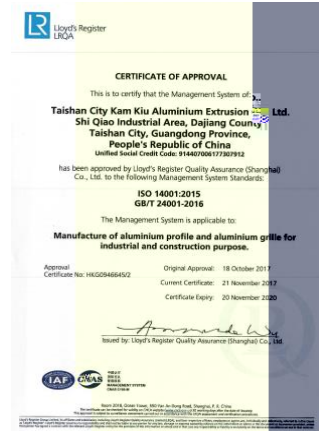 LR
Lloyd's Register
LRQA
CERTIFICATE OF APPROVAL
This is to certify that the Management System of:
Taishan City Kam Kiu Aluminium Extrusion Ltd.
Shi Qiao Industrial Area, Dajiang County
Taishan City, Guangdong Province,
People's Republic of China
Unified Social Credit Code: 914407006177307912
has been approved by Lloyd's Register Quality Assurance (Shanghai)
Co., Ltd. to the following Management System Standards:
ISO 14001:2015
GB/T 24001-2016
The Management System is applicable to:
Manufacture of aluminium profile and aluminium grille for
industrial and construction purpose.
Approval
Certificate No: HKG0946645/2
Original Approval: 18 October 2017
Current Certificate: 21 November 2017
Certificate Expiry: 20 November 2020
Issued by: Lloyd's Register Quality Assurance (Shanghai) Co., Ltd.
IAF
CNAS
MANAGEMENT SYSTEM